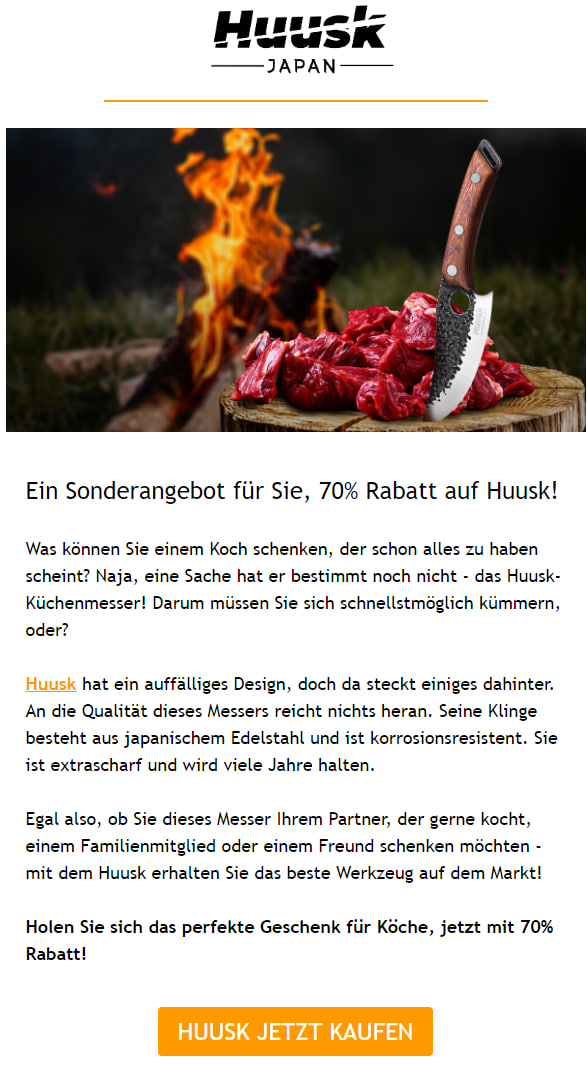 Huusk
JAPAN
Ein Sonderangebot für Sie, 70% Rabatt auf Huusk!
Was können Sie einem Koch schenken, der schon alles zu haben
scheint? Naja, eine Sache hat er bestimmt noch nicht - das Huusk-
Küchenmesser! Darum müssen Sie sich schnellstmöglich kümmern,
oder?
Huusk hat ein auffälliges Design, doch da steckt einiges dahinter.
An die Qualität dieses Messers reicht nichts heran. Seine Klinge
besteht aus japanischem Edelstahl und ist korrosionsresistent. Sie
ist extrascharf und wird viele Jahre halten.
Egal also, ob Sie dieses Messer Ihrem Partner, der gerne kocht,
einem Familienmitglied oder einem Freund schenken möchten -
mit dem Huusk erhalten Sie das beste Werkzeug auf dem Markt!
Holen Sie sich das perfekte Geschenk für Köche, jetzt mit 70%
Rabatt!
HUUSK JETZT KAUFEN